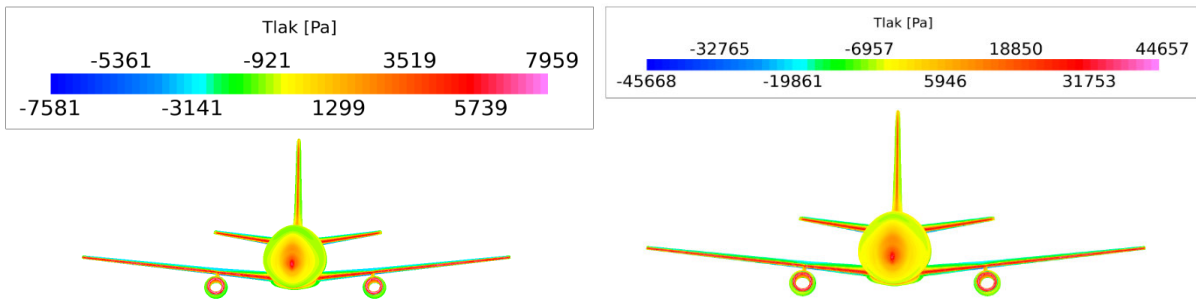 Tlak [Pa]
-5361 -921 3519 7959
-7581 -3141 1299 5739
Tlak [Pa]
-32765 -6957 18850 44657
-45668 -19861 5946 31753